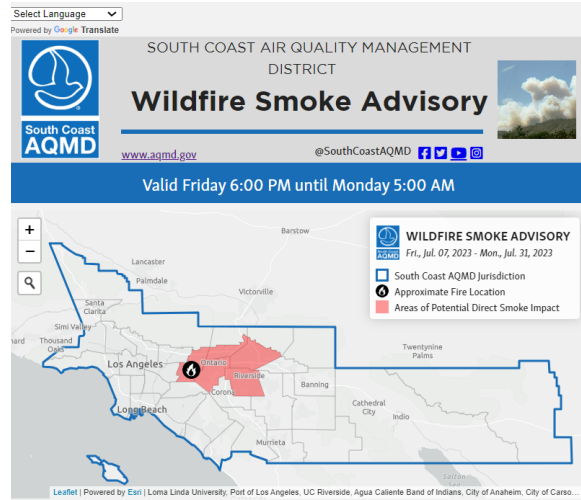 Select Language
Powered by Google Translate
SOUTH COAST AIR QUALITY MANAGEMENT
DISTRICT
Wildfire Smoke Advisory
South Coast
AQMD
www.aqmd.gov
@SouthCoastAQMD
Valid Friday 6:00 PM until Monday 5:00 AM
+
−
WILDFIRE SMOKE ADVISORY
Fri., Jul. 07, 2023 - Mon., Jul. 31, 2023
South Coast AQMD Jurisdiction
Approximate Fire Location
Areas of Potential Direct Smoke Impact
South Coast
AQMD
Barstow
Lancaster
Palmdale
Victorville
Santa
Clarita
Simi Valley
Thousand
Oaks
Los Angeles
Ontario
Riverside
Corona
Long Beach
Banning
Twentynine
Palms
Cathedral
City
Indio
Murrieta
Salton
Leaflet | Powered by Esri | Loma Linda University, Port of Los Angeles, UC Riverside, Agua Caliente Band of Indians, City of Anaheim, City of Carso...